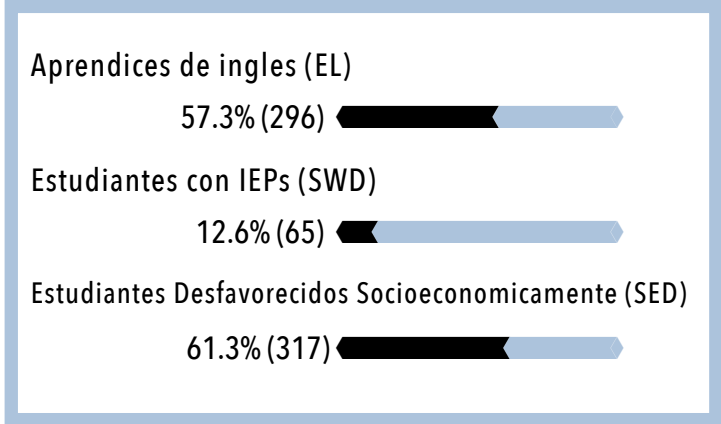 Aprendices de ingles (EL)
57.3% (296)
Estudiantes con IEPs (SWD)
12.6% (65)
Estudiantes Desfavorecidos Socioeconomicamente (SED)
61.3% (317)